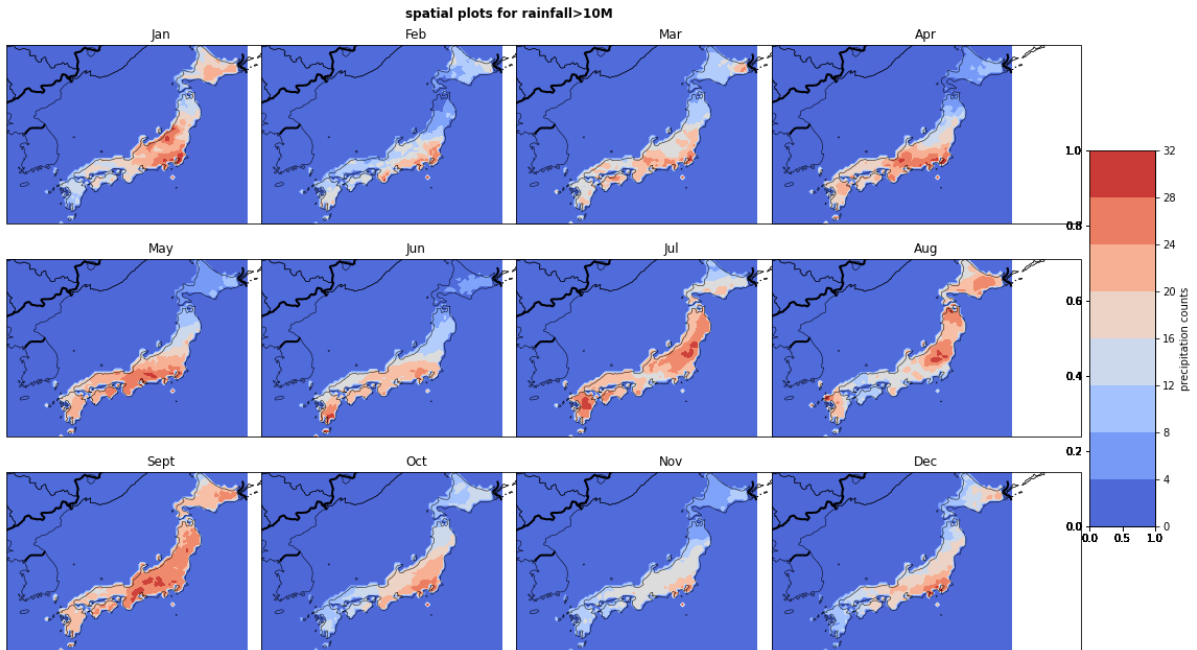 spatial plots for rainfall>10M
Jan Feb Mar Apr
May Jun Jul Aug
Sept Oct Nov Dec
1.0
0.8
0.6
0.4
0.2
0.0
0.0 0.5 1.0
32
28
24
20
16
12
8
4
0
precipitation counts